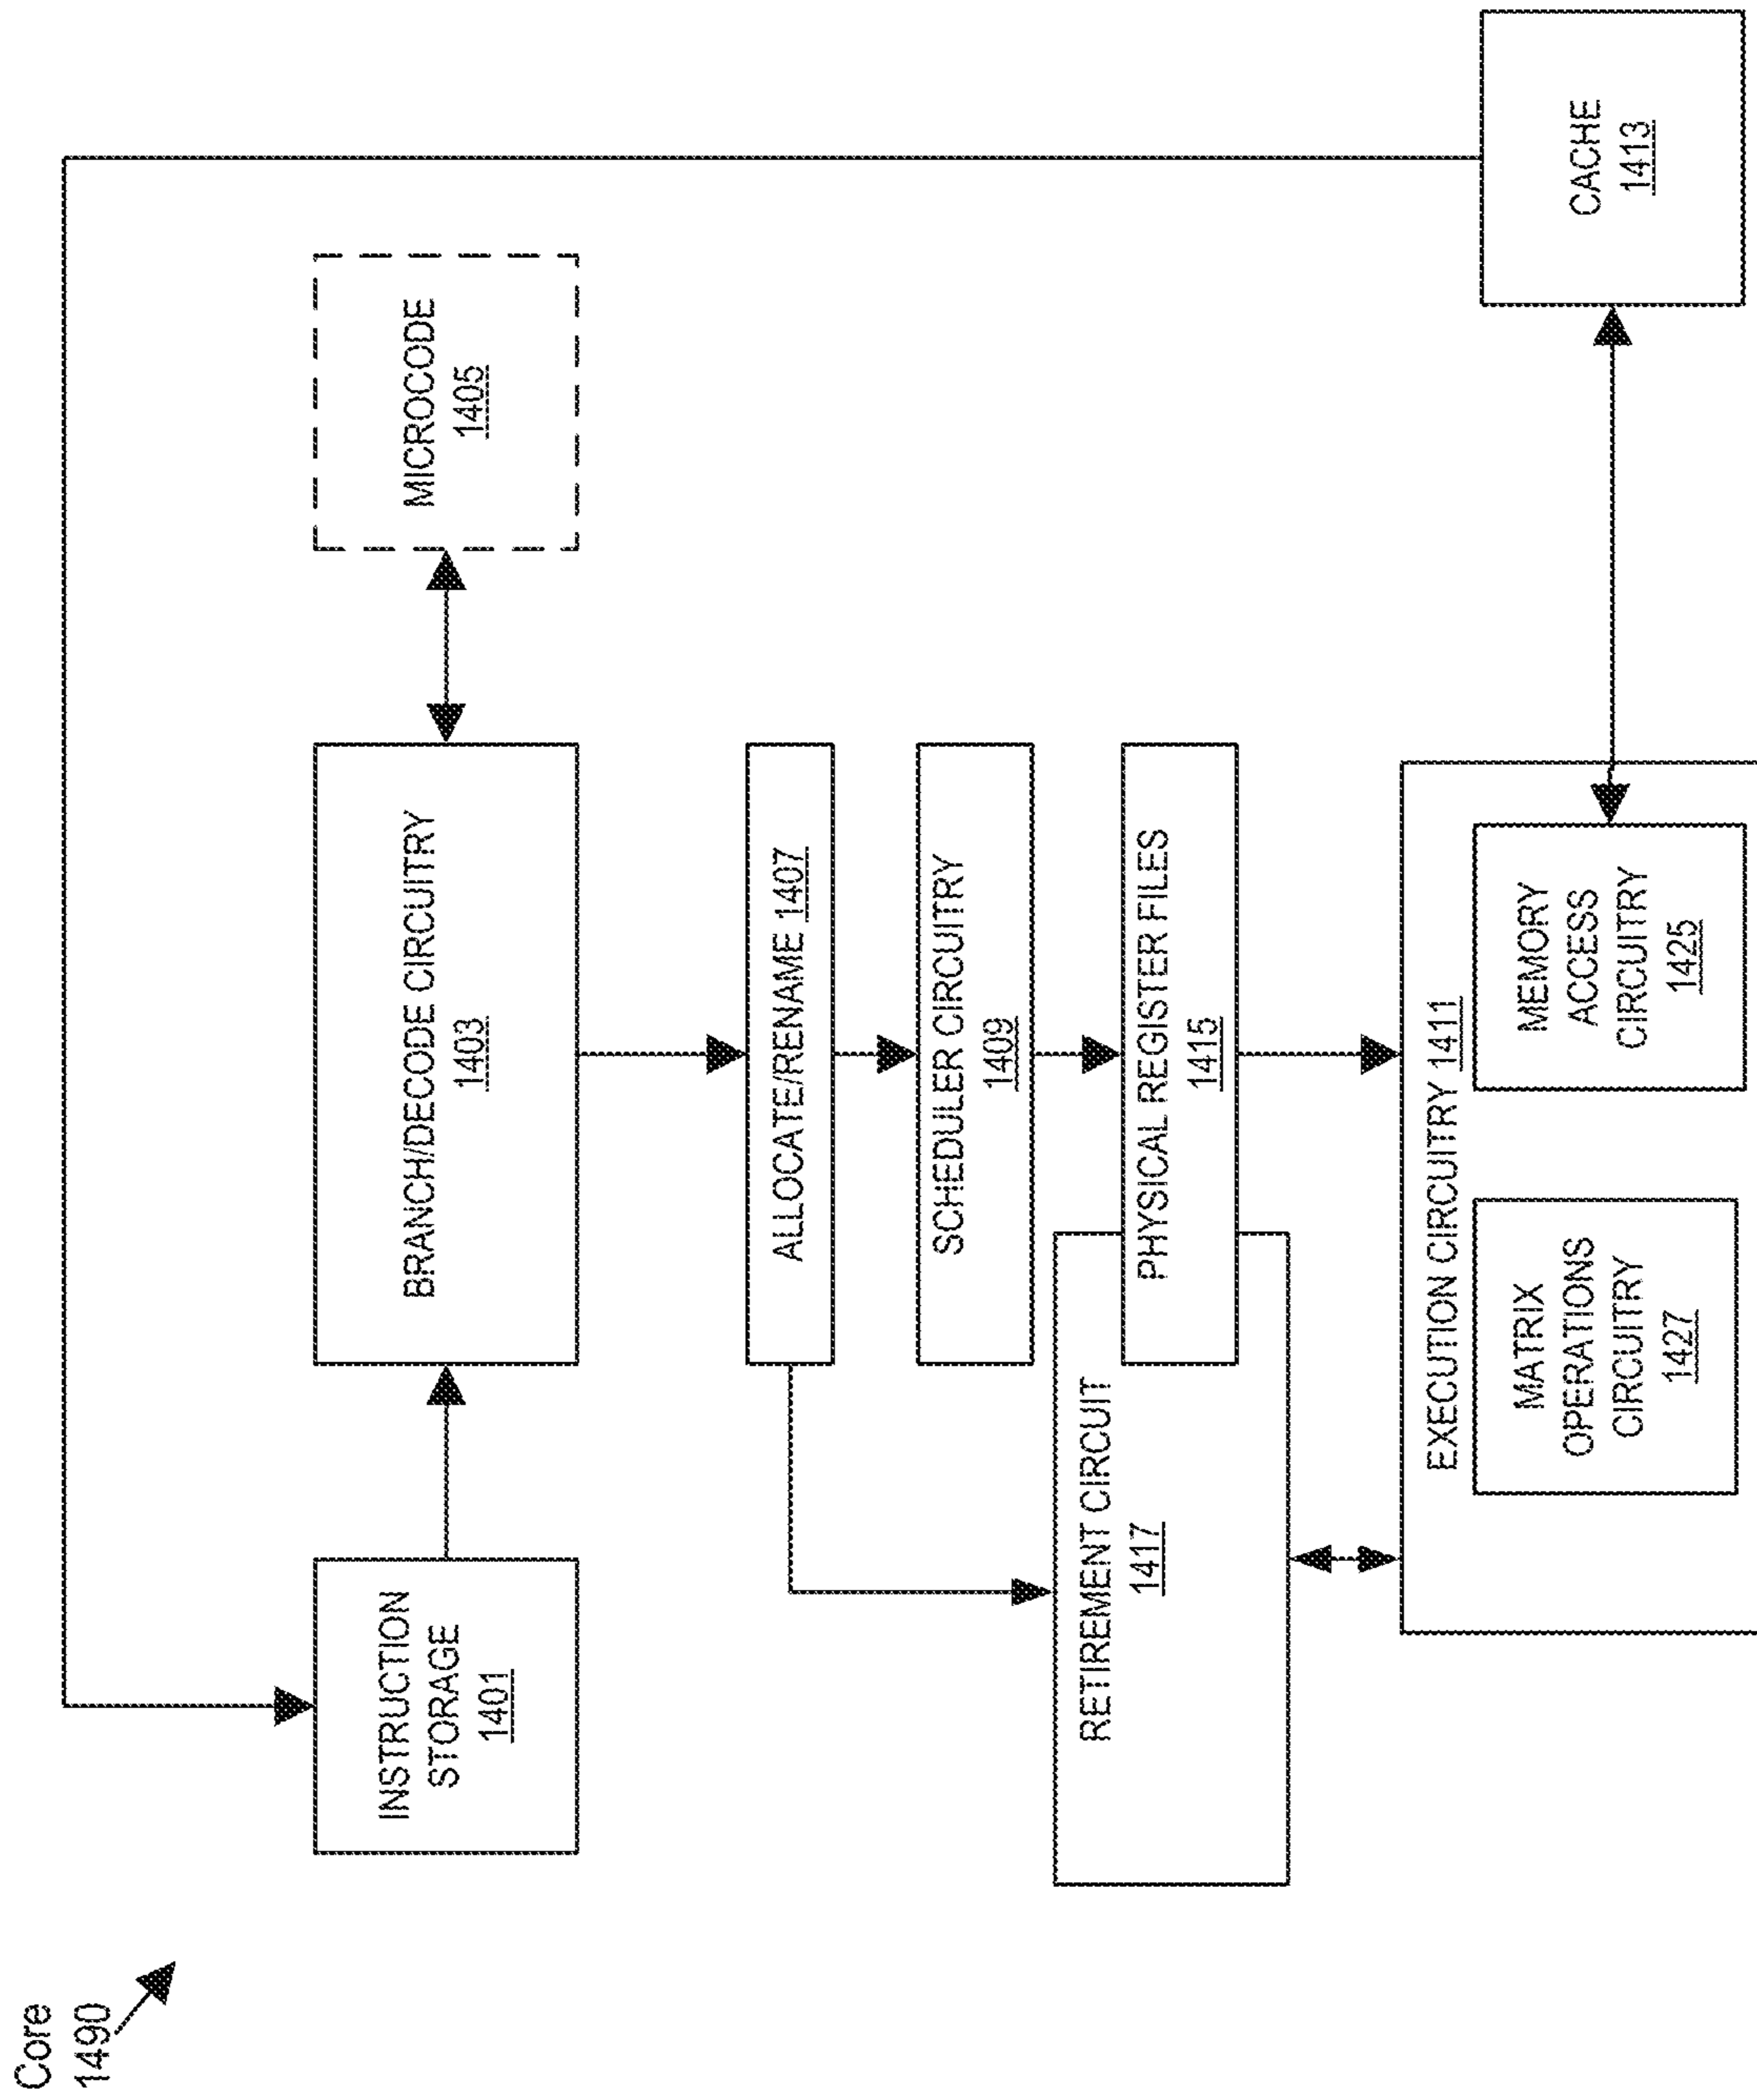 Core
1490
INSTRUCTION
STORAGE
1401
BRANCH/DECODE CIRCUITRY
1403
MICROCODE
1405
ALLOCATE/RENAME 1407
SCHEDULER CIRCUITRY
1409
RETIREMENT CIRCUIT
1417
PHYSICAL REGISTER FILES
1415
EXECUTION CIRCUITRY 1411
MATRIX
OPERATIONS
CIRCUITRY
1427
MEMORY
ACCESS
CIRCUITRY
1425
CACHE
1413